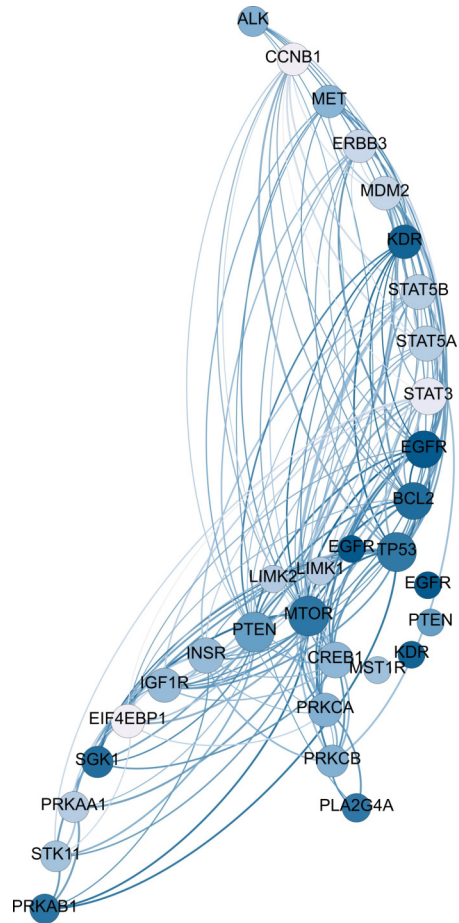 ALK
CCNB1
MET
ERBB3
MDM2
KDR
STAT5B
STAT5A
STAT3
EGFR
BCL2
EGFR
TP53
LIMK1
LIMK2
EGFR
MTOR
PTEN
PTEN
INSR
CREB1
KDR
MST1R
IGF1R
PRKCA
EIF4EBP1
PRKCB
SGK1
PRKAA1
PLA2G4A
STK11
PRKAB1